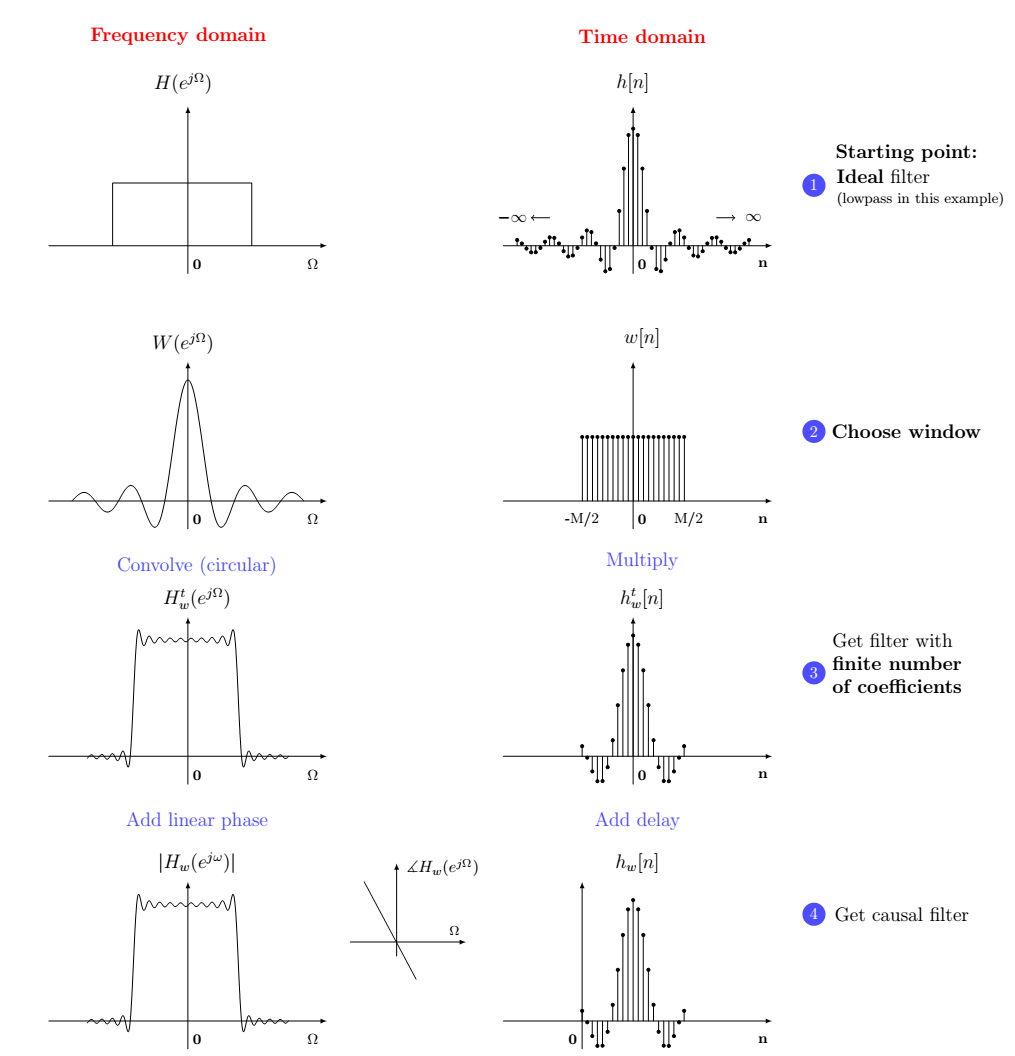 Frequency domain
Time domain
H(e^{jΩ})
h[n]
Starting point:
1
Ideal filter
(lowpass in this example)
−∞ ←
→ ∞
0
Ω
0
n
W(e^{jΩ})
w[n]
2 Choose window
0
Ω
-M/2
0
M/2
n
Convolve (circular)
Multiply
H_w^t(e^{jΩ})
h_w^t[n]
Get filter with
3 finite number
of coefficients
0
Ω
0
n
Add linear phase
Add delay
|H_w(e^{jω})|
∡H_w(e^{jΩ})
h_w[n]
4 Get causal filter
Ω
0
Ω
0
n